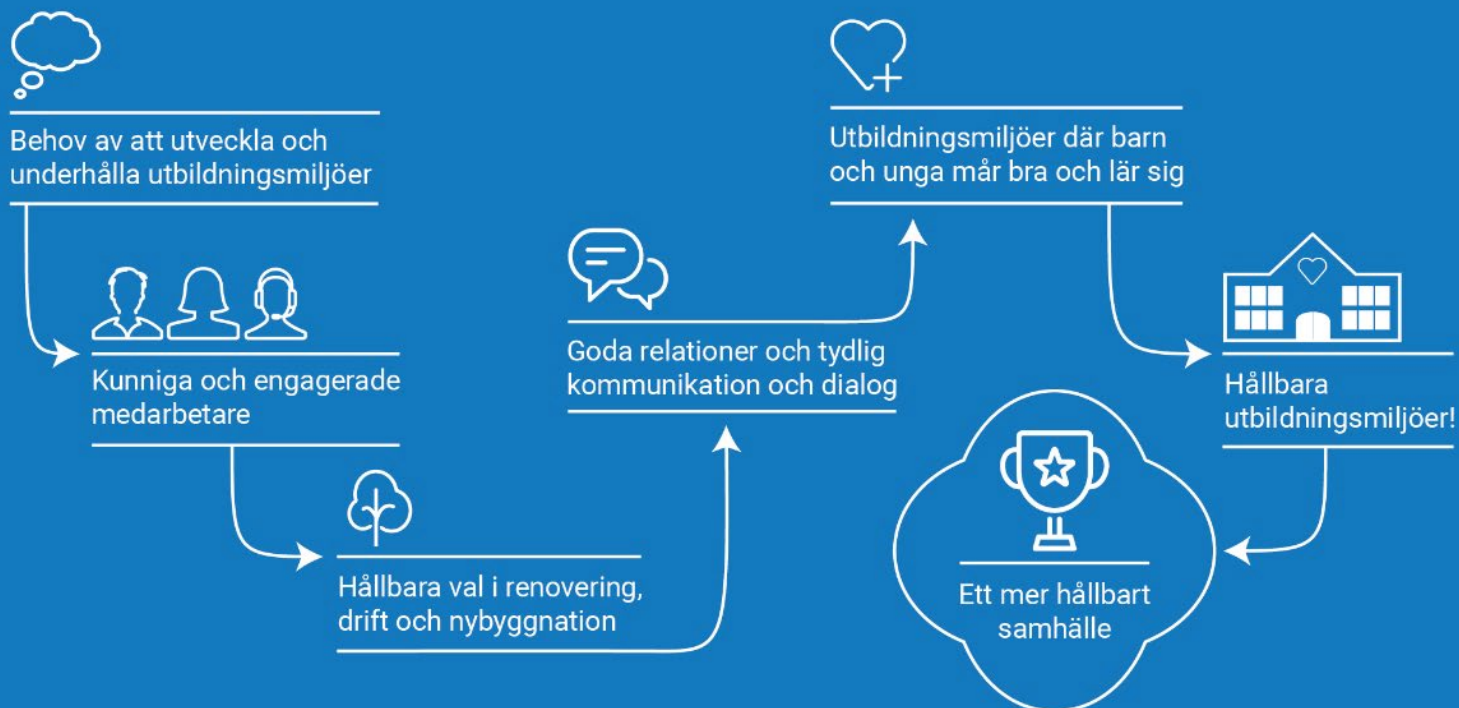 Behov av att utveckla och
underhålla utbildningsmiljöer
Kunniga och engagerade
medarbetare
Hållbara val i renovering,
drift och nybyggnation
Goda relationer och tydlig
kommunikation och dialog
Utbildningsmiljöer där barn
och unga mår bra och lär sig
Hållbara
utbildningsmiljöer!
Ett mer hållbart
samhälle